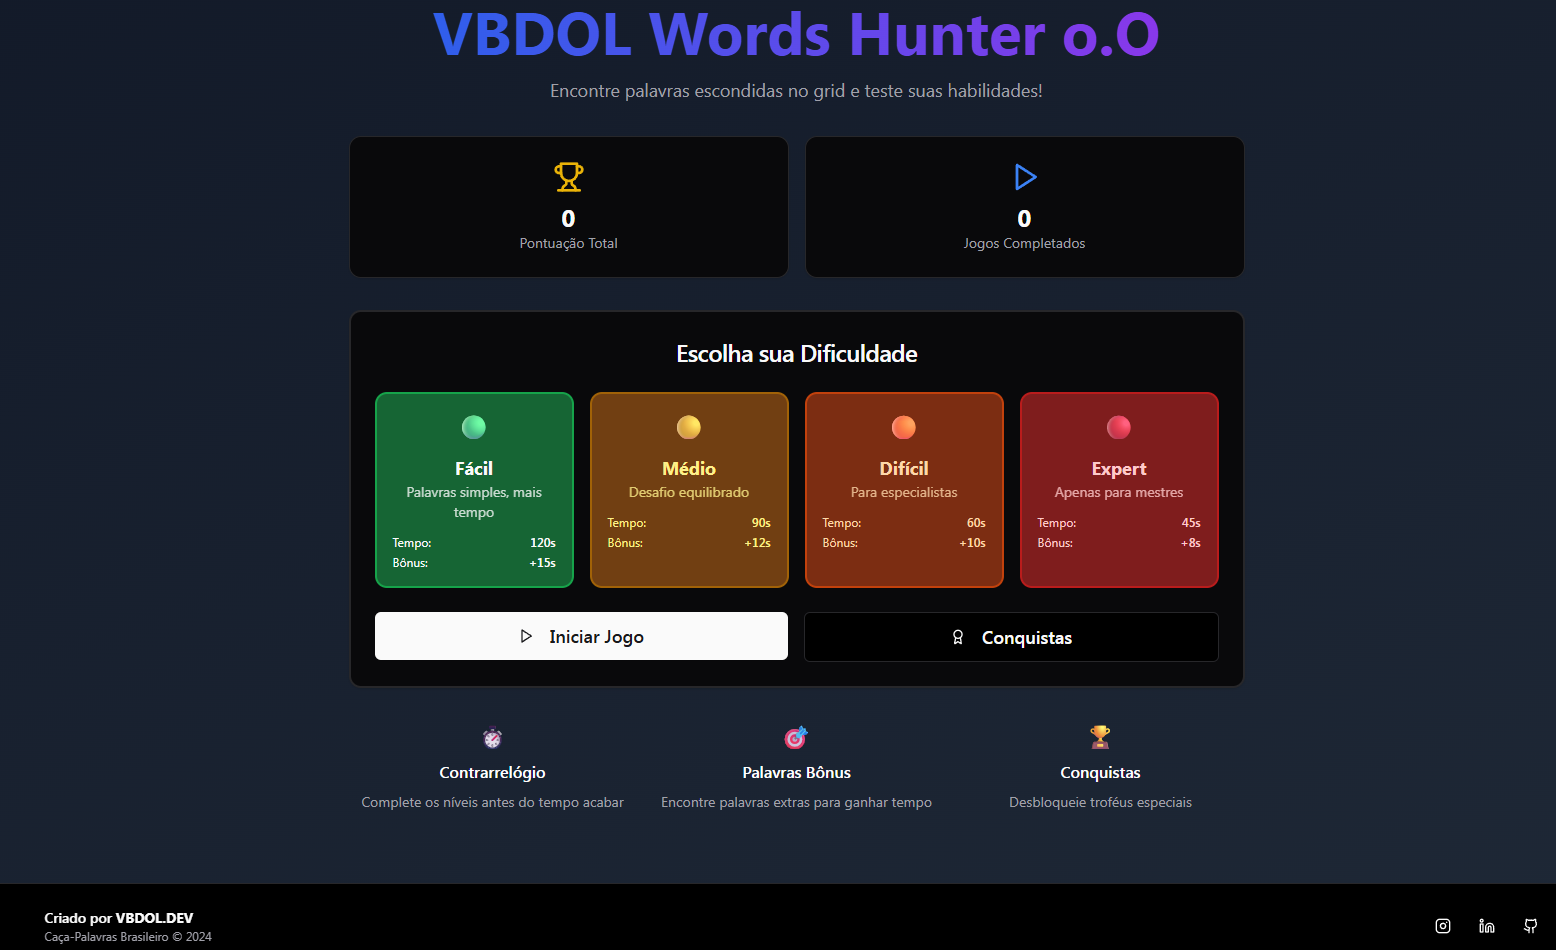 VBDOL Words Hunter o.O
Encontre palavras escondidas no grid e teste suas habilidades!
0
Pontuação Total
0
Jogos Completados
Escolha sua Dificuldade
Fácil
Palavras simples, mais
tempo
Tempo: 120s
Bônus: +15s
Médio
Desafio equilibrado
Tempo: 90s
Bônus: +12s
Difícil
Para especialistas
Tempo: 60s
Bônus: +10s
Expert
Apenas para mestres
Tempo: 45s
Bônus: +8s
Iniciar Jogo
Conquistas
Contrarrelógio
Complete os níveis antes do tempo acabar
Palavras Bônus
Encontre palavras extras para ganhar tempo
Conquistas
Desbloqueie troféus especiais
Criado por VBDOL.DEV
Caça-Palavras Brasileiro © 2024